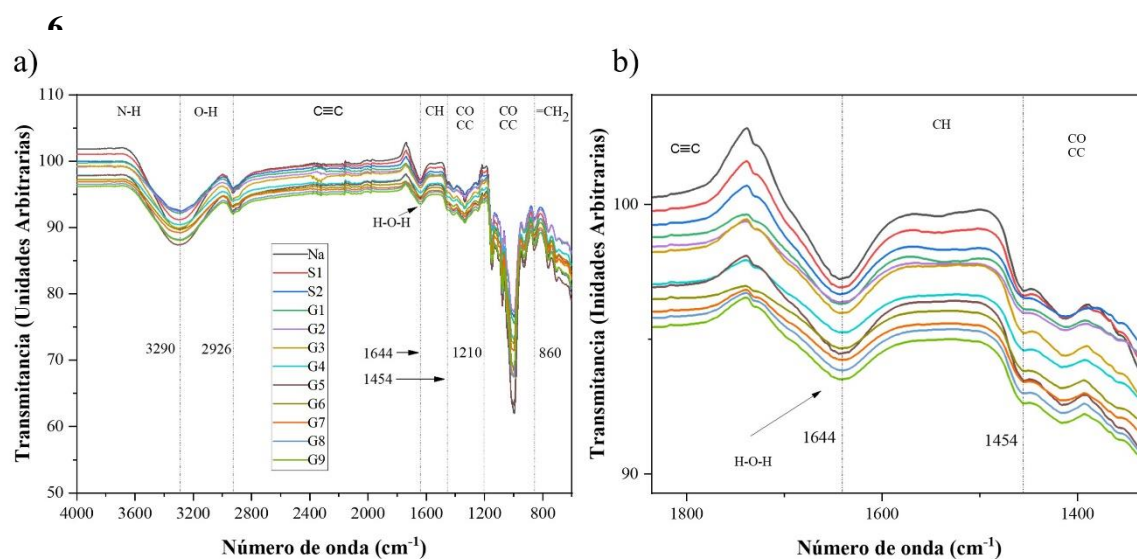 6
a)
110
100
90
80
70
60
50
Transmitancia (Unidades Arbitrarias)
N-H
O-H
C≡C
CH
CO
CC
CO
CC
=CH2
H-O-H
Na
S1
S2
G1
G2
G3
G4
G5
G6
G7
G8
G9
3290
2926
1644
1454
1210
860
4000
3600
3200
2800
2400
2000
1600
1200
800
Número de onda (cm-1)
b)
100
90
Transmitancia (Inidades Arbitrarias)
C≡C
CH
CO
CC
H-O-H
1644
1454
1800
1600
1400
Número de onda (cm-1)